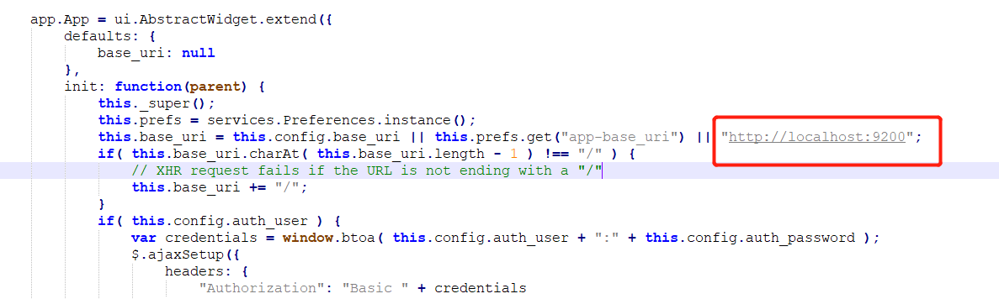 app.App = ui.AbstractWidget.extend({
defaults: {
base_uri: null
},
init: function(parent) {
this._super();
this.prefs = services.Preferences.instance();
this.base_uri = this.config.base_uri || this.prefs.get("app-base_uri") || "http://localhost:9200";
if( this.base_uri.charAt( this.base_uri.length - 1 ) !== "/" ) {
// XHR request fails if the URL is not ending with a "/"
this.base_uri += "/";
}
if( this.config.auth_user ) {
var credentials = window.btoa( this.config.auth_user + ":" + this.config.auth_password );
$.ajaxSetup({
headers: {
"Authorization": "Basic " + credentials